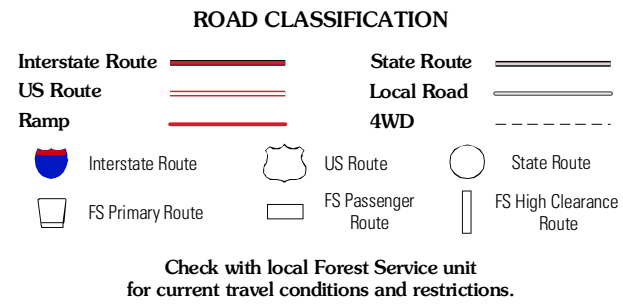 ROAD CLASSIFICATION
Interstate Route
State Route
US Route
Local Road
Ramp
4WD
Interstate Route
US Route
State Route
FS Primary Route
FS Passenger
Route
FS High Clearance
Route
Check with local Forest Service unit
for current travel conditions and restrictions.